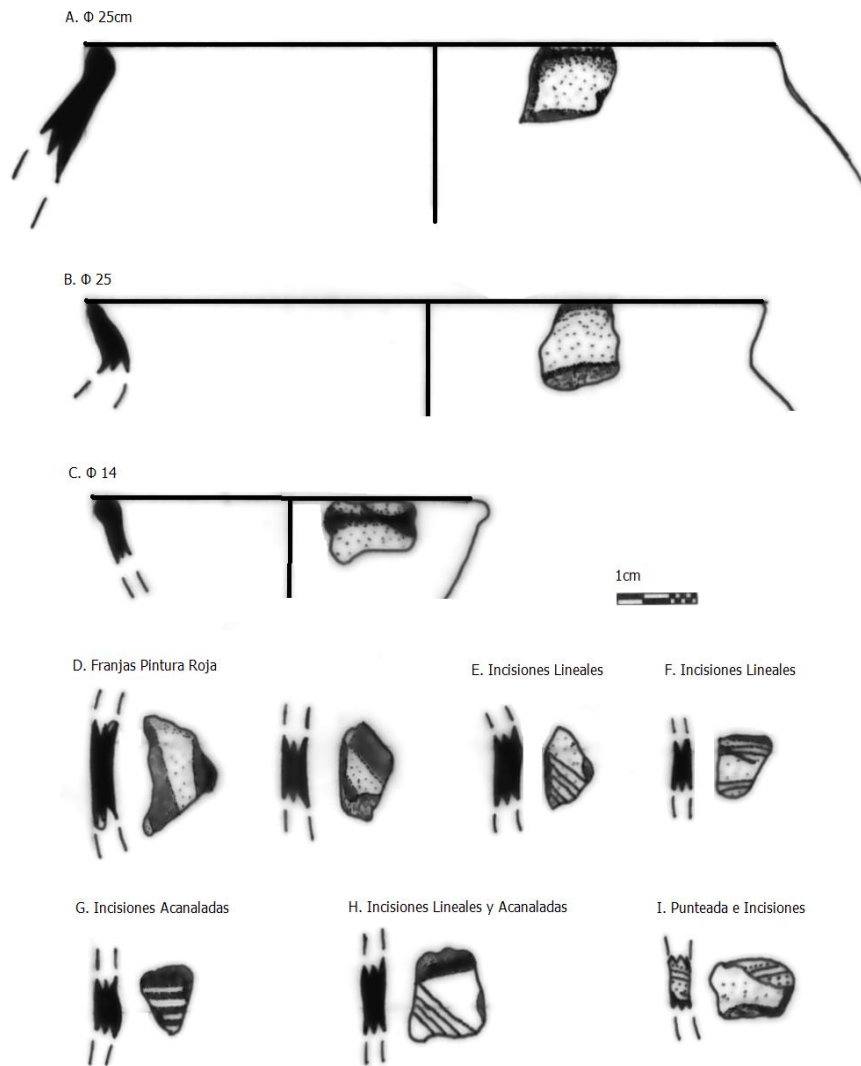 A. Φ 25cm
B. Φ 25
C. Φ 14
1cm
D. Franjas Pintura Roja
E. Incisiones Lineales
F. Incisiones Lineales
G. Incisiones Acanaladas
H. Incisiones Lineales y Acanaladas
I. Punteada e Incisiones